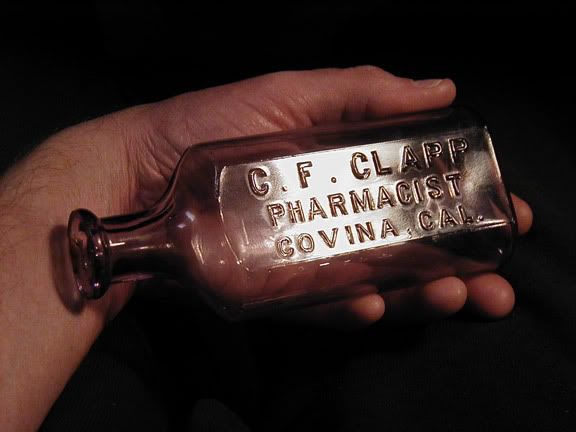 C. F. CLAPP
PHARMACIST
COVINA, CAL.